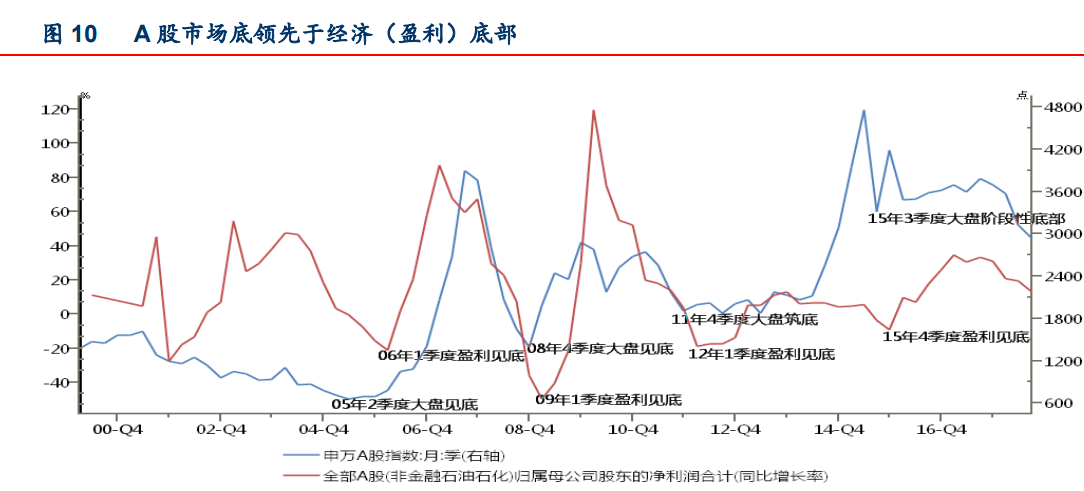 图 10 A 股市场底领先于经济（盈利）底部
% 点
120 4800
100 4200
80 3600
15年3季度大盘阶段性底部
60 3000
40
20 2400
0 1800
11年4季度大盘筑底
15年4季度盈利见底
-20 1200
06年1季度盈利见底 08年4季度大盘见底 12年1季度盈利见底
-40 600
05年2季度大盘见底 09年1季度盈利见底
00-Q4 02-Q4 04-Q4 06-Q4 08-Q4 10-Q4 12-Q4 14-Q4 16-Q4
申万A股指数:月:季(右轴)
全部A股(非金融石油石化)归属母公司股东的净利润合计(同比增长率)